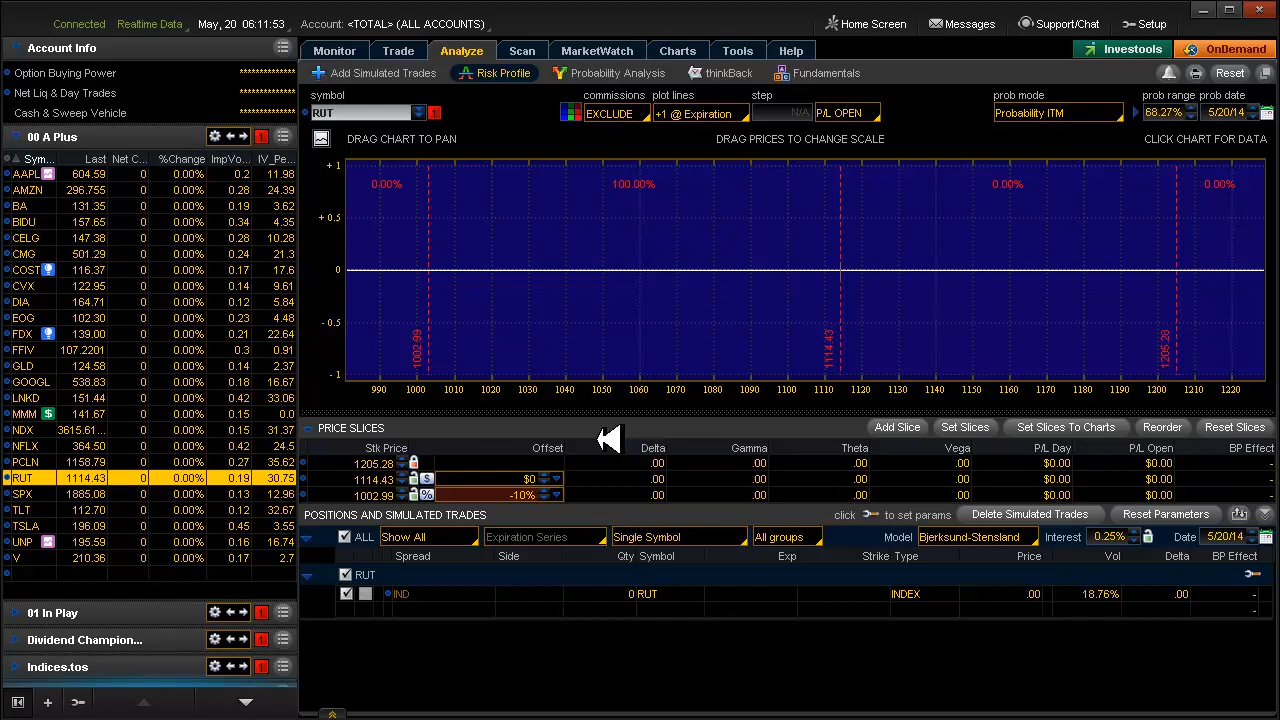 Connected Realtime Data May, 20 06:11:53 Account: <TOTAL> (ALL ACCOUNTS) Home Screen Messages Support/Chat Setup
Account Info
Option Buying Power **************
Net Liq & Day Trades **************
Cash & Sweep Vehicle **************
Monitor Trade Analyze Scan MarketWatch Charts Tools Help Investools OnDemand
Add Simulated Trades Risk Profile Probability Analysis thinkBack Fundamentals Reset
symbol commissions plot lines step prob mode prob range prob date
RUT 1 EXCLUDE +1 @ Expiration N/A P/L OPEN Probability ITM 68.27% 5/20/14
DRAG CHART TO PAN DRAG PRICES TO CHANGE SCALE CLICK CHART FOR DATA
+ 1
+ 0.5
0
- 0.5
- 1
0.00% 100.00% 0.00% 0.00%
1002.99 1114.43 1205.28
990 1000 1010 1020 1030 1040 1050 1060 1070 1080 1090 1100 1110 1120 1130 1140 1150 1160 1170 1180 1190 1200 1210 1220
00 A Plus 1
Sym... Last Net C... %Change ImpVo... IV_Pe...
AAPL 604.59 0 0.00% 0.2 11.98
AMZN 296.755 0 0.00% 0.28 24.39
BA 131.35 0 0.00% 0.19 3.62
BIDU 157.65 0 0.00% 0.34 4.35
CELG 147.38 0 0.00% 0.28 10.28
CMG 501.29 0 0.00% 0.24 21.3
COST 116.37 0 0.00% 0.17 17.6
CVX 122.95 0 0.00% 0.14 9.61
DIA 164.71 0 0.00% 0.12 5.84
EOG 102.30 0 0.00% 0.23 4.48
FDX 139.00 0 0.00% 0.21 22.64
FFIV 107.2201 0 0.00% 0.3 0.91
GLD 124.58 0 0.00% 0.14 2.37
GOOGL 538.83 0 0.00% 0.18 16.67
LNKD 151.44 0 0.00% 0.42 33.06
MMM $ 141.67 0 0.00% 0.15 0.0
NDX 3615.61... 0 0.00% 0.15 31.37
NFLX 364.50 0 0.00% 0.42 24.5
PCLN 1158.79 0 0.00% 0.27 35.62
RUT 1114.43 0 0.00% 0.19 30.75
SPX 1885.08 0 0.00% 0.13 12.96
TLT 112.70 0 0.00% 0.12 32.67
TSLA 196.09 0 0.00% 0.45 3.55
UNP 195.59 0 0.00% 0.16 16.74
V 210.36 0 0.00% 0.17 2.7
01 In Play 1
Dividend Champion... 1
Indices.tos 1
PRICE SLICES Add Slice Set Slices Set Slices To Charts Reorder Reset Slices
Stk Price Offset Delta Gamma Theta Vega P/L Day P/L Open BP Effect
1205.28 .00 .00 .00 .00 $0.00 $0.00 -
1114.43 $ $0 .00 .00 .00 .00 $0.00 $0.00 -
1002.99 % -10% .00 .00 .00 .00 $0.00 $0.00 -
POSITIONS AND SIMULATED TRADES click to set params Delete Simulated Trades Reset Parameters
ALL Show All Expiration Series Single Symbol All groups Model Bjerksund-Stensland Interest 0.25% Date 5/20/14
Spread Side Qty Symbol Exp Strike Type Price Vol Delta BP Effect
RUT -
IND 0 RUT INDEX .00 18.76% .00 -
-